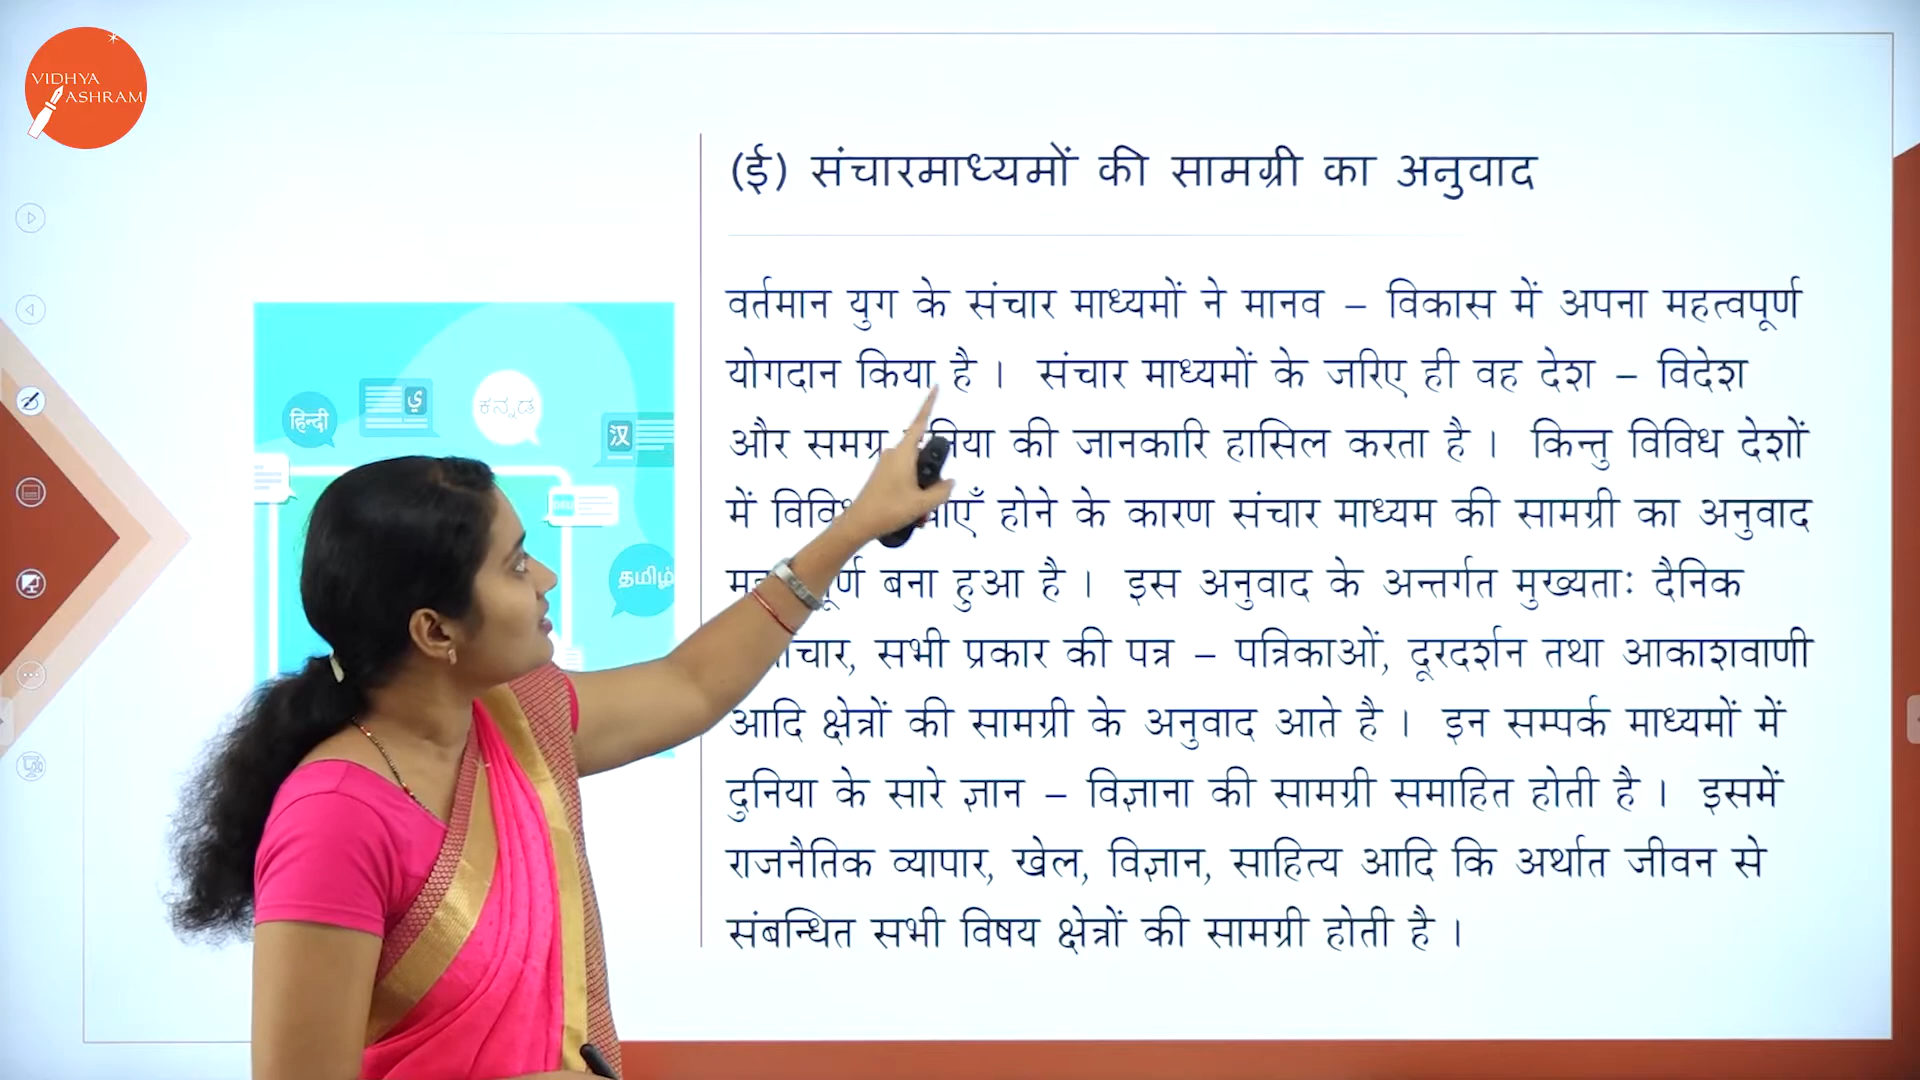 VIDHYA
ASHRAM
(ई) संचारमाध्यमों की सामग्री का अनुवाद
वर्तमान युग के संचार माध्यमों ने मानव – विकास में अपना महत्वपूर्ण
योगदान किया है । संचार माध्यमों के जरिए ही वह देश – विदेश
और समग्र की जानकारि हासिल करता है । किन्तु विविध देशों
में होने के कारण संचार माध्यम की सामग्री का अनुवाद
बना हुआ है । इस अनुवाद के अन्तर्गत मुख्यताः दैनिक
सभी प्रकार की पत्र – पत्रिकाओं, दूरदर्शन तथा आकाशवाणी
आदि क्षेत्रों की सामग्री के अनुवाद आते है । इन सम्पर्क माध्यमों में
दुनिया के सारे ज्ञान – विज्ञाना की सामग्री समाहित होती है । इसमें
राजनैतिक व्यापार, खेल, विज्ञान, साहित्य आदि कि अर्थात जीवन से
संबन्धित सभी विषय क्षेत्रों की सामग्री होती है ।
हिन्दी
ي
ಕನ್ನಡ
汉
தமிழ்